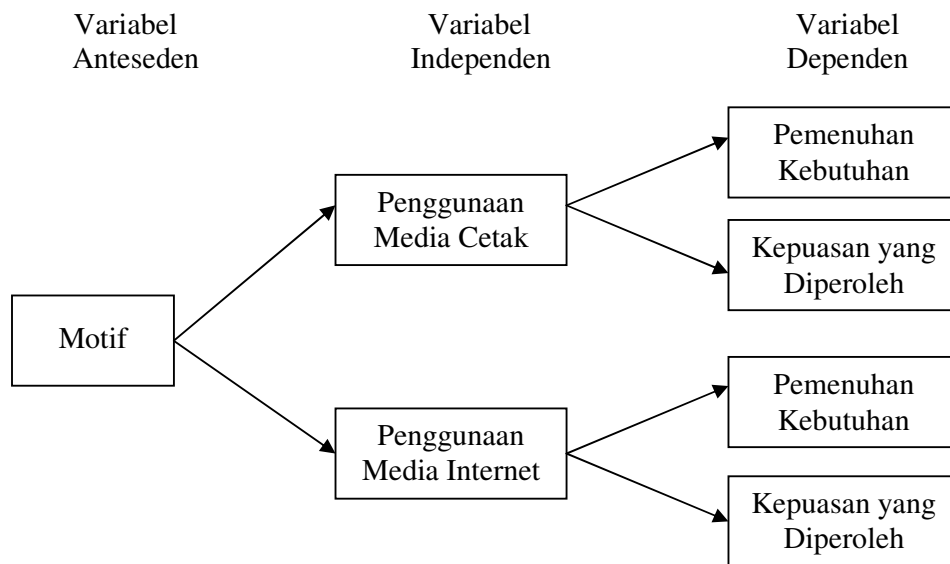 Variabel
Anteseden
Variabel
Independen
Variabel
Dependen
Motif
Penggunaan
Media Cetak
Penggunaan
Media Internet
Pemenuhan
Kebutuhan
Kepuasan yang
Diperoleh
Pemenuhan
Kebutuhan
Kepuasan yang
Diperoleh